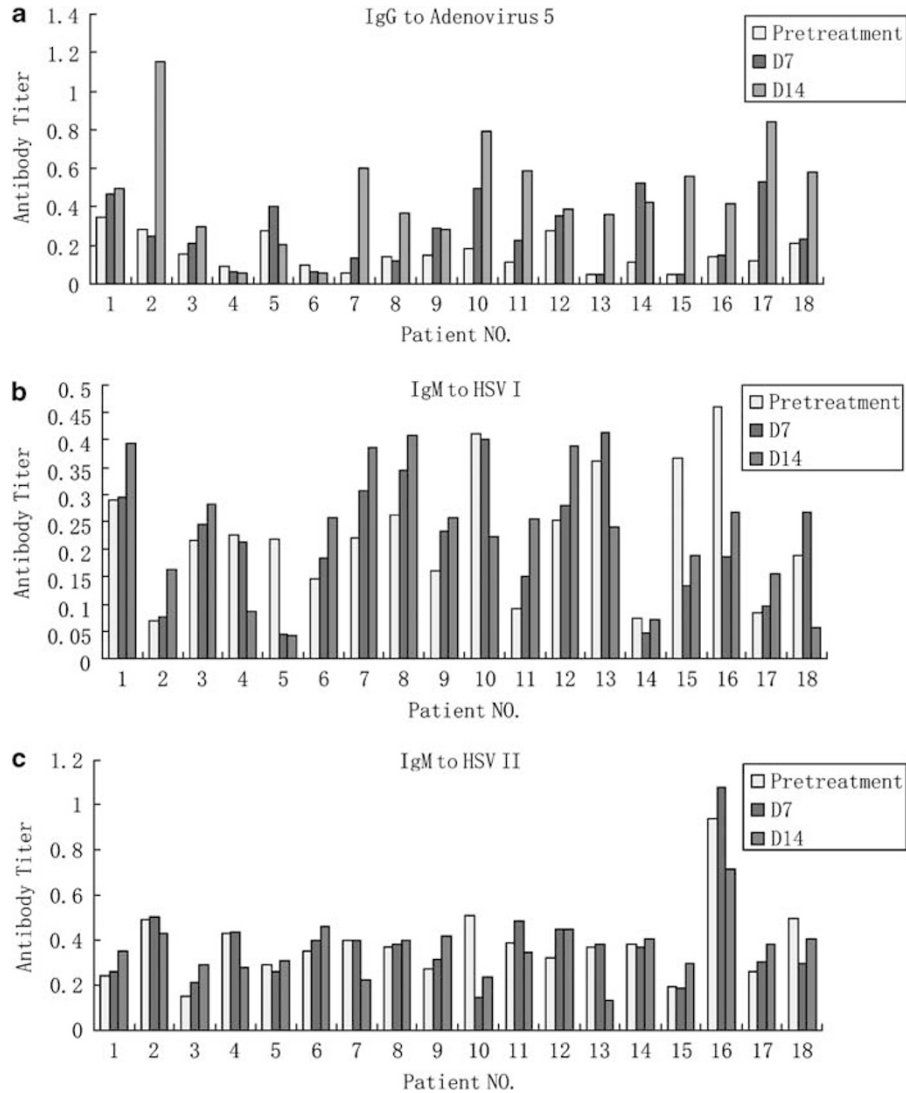 a
IgG to Adenovirus 5
Antibody Titer
1.4
1.2
1
0.8
0.6
0.4
0.2
0
Pretreatment
D7
D14
1 2 3 4 5 6 7 8 9 10 11 12 13 14 15 16 17 18
Patient NO.
b
IgM to HSV I
Antibody Titer
0.5
0.45
0.4
0.35
0.3
0.25
0.2
0.15
0.1
0.05
0
Pretreatment
D7
D14
1 2 3 4 5 6 7 8 9 10 11 12 13 14 15 16 17 18
Patient NO.
c
IgM to HSV II
Antibody Titer
1.2
1
0.8
0.6
0.4
0.2
0
Pretreatment
D7
D14
1 2 3 4 5 6 7 8 9 10 11 12 13 14 15 16 17 18
Patient NO.